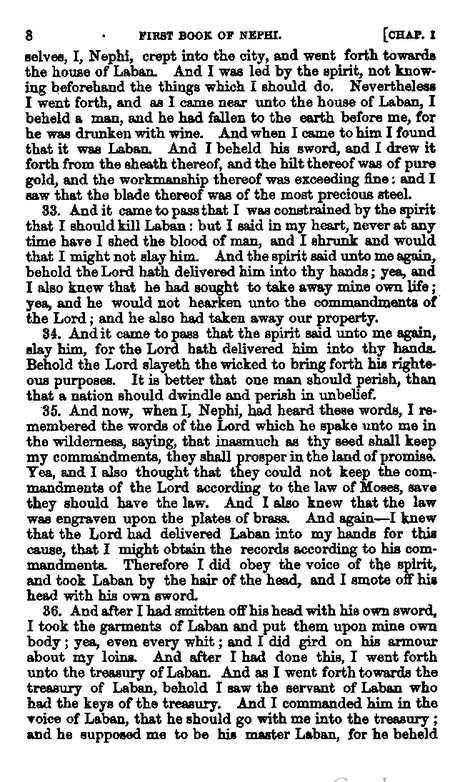 8 FIRST BOOK OF NEPHI. [CHAP. I
selves, I, Nephi, crept into the city, and went forth towards
the house of Laban. And I was led by the spirit, not know-
ing beforehand the things which I should do. Nevertheless
I went forth, and as I came near unto the house of Laban, I
beheld a man, and he had fallen to the earth before me, for
he was drunken with wine. And when I came to him I found
that it was Laban. And I beheld his sword, and I drew it
forth from the sheath thereof, and the hilt thereof was of pure
gold, and the workmanship thereof was exceeding fine: and I
saw that the blade thereof was of the most precious steel.
33. And it came to pass that I was constrained by the spirit
that I should kill Laban: but I said in my heart, never at any
time have I shed the blood of man, and I shrunk and would
that I might not slay him. And the spirit said unto me again,
behold the Lord hath delivered him into thy hands; yea, and
I also knew that he had sought to take away mine own life;
yea, and he would not hearken unto the commandments of
the Lord; and he also had taken away our property.
34. And it came to pass that the spirit said unto me again,
slay him, for the Lord hath delivered him into thy hands.
Behold the Lord slayeth the wicked to bring forth his righte-
ous purposes. It is better that one man should perish, than
that a nation should dwindle and perish in unbelief.
35. And now, when I, Nephi, had heard these words, I re-
membered the words of the Lord which he spake unto me in
the wilderness, saying, that inasmuch as thy seed shall keep
my commandments, they shall prosper in the land of promise.
Yea, and I also thought that they could not keep the com-
mandments of the Lord according to the law of Moses, save
they should have the law. And I also knew that the law
was engraven upon the plates of brass. And again—I knew
that the Lord had delivered Laban into my hands for this
cause, that I might obtain the records according to his com-
mandments. Therefore I did obey the voice of the spirit,
and took Laban by the hair of the head, and I smote off his
head with his own sword.
36. And after I had smitten off his head with his own sword,
I took the garments of Laban and put them upon mine own
body; yea, even every whit; and I did gird on his armour
about my loins. And after I had done this, I went forth
unto the treasury of Laban. And as I went forth towards the
treasury of Laban, behold I saw the servant of Laban who
had the keys of the treasury. And I commanded him in the
voice of Laban, that he should go with me into the treasury;
and he supposed me to be his master Laban, for he beheld